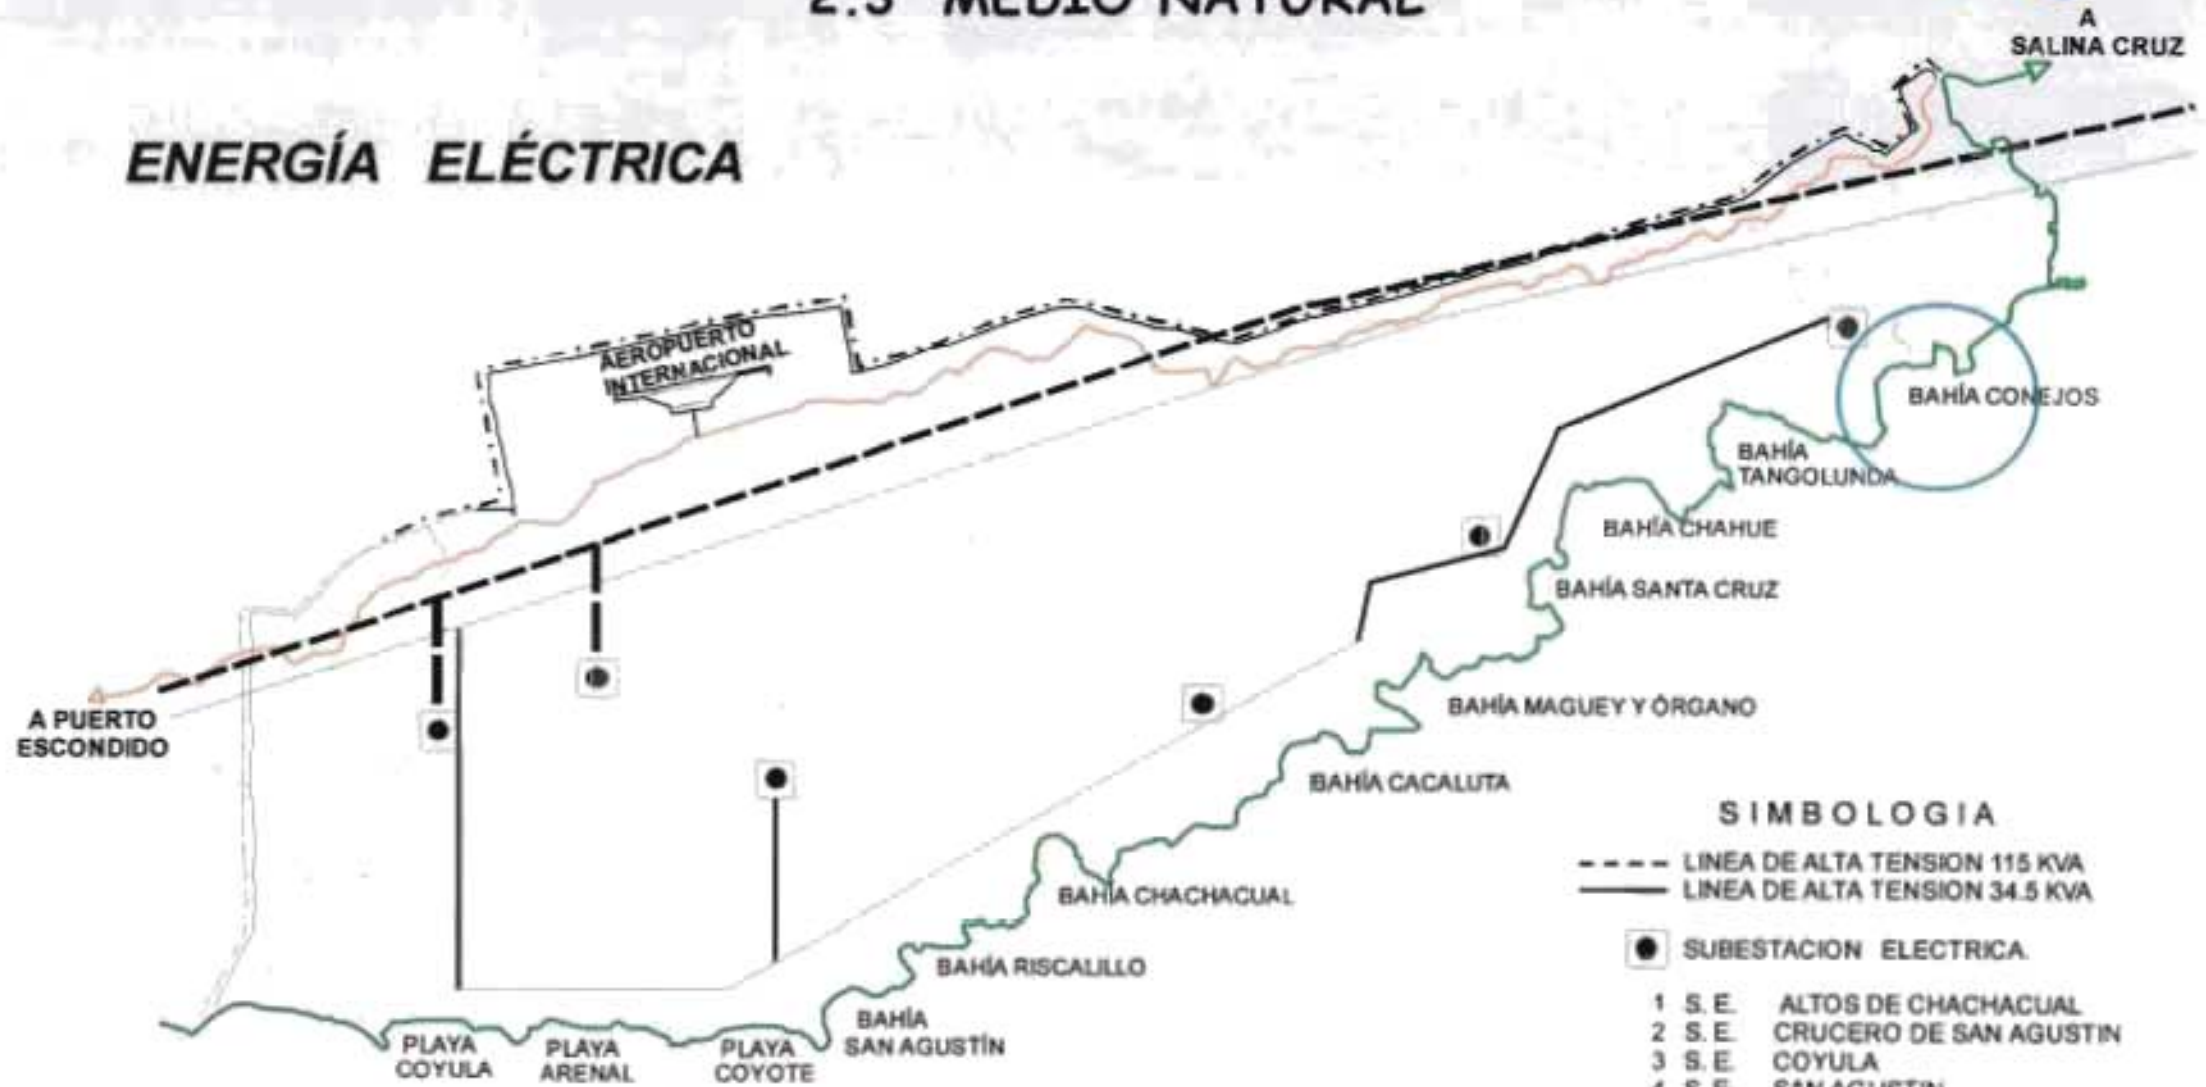 2.3 MEDIO NATURAL
A
SALINA CRUZ
ENERGÍA ELÉCTRICA
AEROPUERTO
INTERNACIONAL
BAHÍA CONEJOS
BAHÍA
TANGOLUNDA
BAHÍA CHAHUE
BAHÍA SANTA CRUZ
A PUERTO
ESCONDIDO
BAHÍA MAGUEY Y ÓRGANO
BAHÍA CACALUTA
BAHÍA CHACHACUAL
BAHÍA RISCALILLO
BAHÍA
SAN AGUSTÍN
PLAYA
COYULA
PLAYA
ARENAL
PLAYA
COYOTE
SIMBOLOGIA
LINEA DE ALTA TENSION 115 KVA
LINEA DE ALTA TENSION 34.5 KVA
SUBESTACION ELECTRICA.
1 S. E. ALTOS DE CHACHACUAL
2 S. E. CRUCERO DE SAN AGUSTIN
3 S. E. COYULA
4 S. E. SAN AGUSTIN